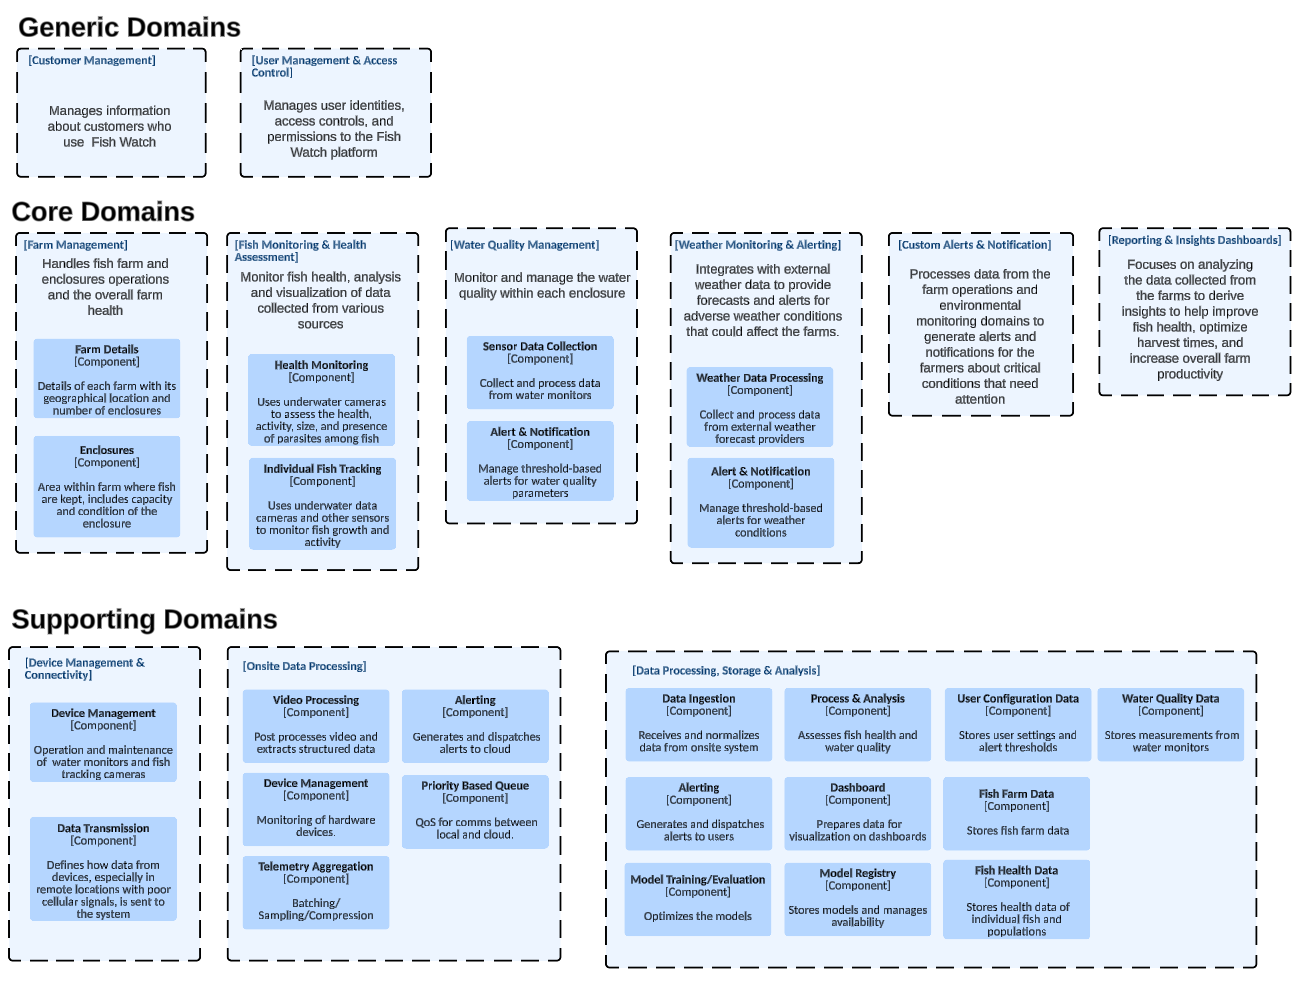 Generic Domains
[Customer Management]
Manages information
about customers who
use  Fish Watch
[User Management & Access
Control]
Manages user identities,
access controls, and
permissions to the Fish
Watch platform
Core Domains
[Farm Management]
Handles fish farm and
enclosures operations
and the overall farm
health
Farm Details
[Component]
Details of each farm with its
geographical location and
number of enclosures
Enclosures
[Component]
Area within farm where fish
are kept, includes capacity
and condition of the
enclosure
[Fish Monitoring & Health
Assessment]
Monitor fish health, analysis
and visualization of data
collected from various
sources
Health Monitoring
[Component]
Uses underwater cameras
to assess the health,
activity, size, and presence
of parasites among fish
Individual Fish Tracking
[Component]
Uses underwater data
cameras and other sensors
to monitor fish growth and
activity
[Water Quality Management]
Monitor and manage the water
quality within each enclosure
Sensor Data Collection
[Component]
Collect and process data
from water monitors
Alert & Notification
[Component]
Manage threshold-based
alerts for water quality
parameters
[Weather Monitoring & Alerting]
Integrates with external
weather data to provide
forecasts and alerts for
adverse weather conditions
that could affect the farms.
Weather Data Processing
[Component]
Collect and process data
from external weather
forecast providers
Alert & Notification
[Component]
Manage threshold-based
alerts for weather
conditions
[Custom Alerts & Notification]
Processes data from the
farm operations and
environmental
monitoring domains to
generate alerts and
notifications for the
farmers about critical
conditions that need
attention
[Reporting & Insights Dashboards]
Focuses on analyzing
the data collected from
the farms to derive
insights to help improve
fish health, optimize
harvest times, and
increase overall farm
productivity
Supporting Domains
[Device Management &
Connectivity]
Device Management
[Component]
Operation and maintenance
of  water monitors and fish
tracking cameras
Data Transmission
[Component]
Defines how data from
devices, especially in
remote locations with poor
cellular signals, is sent to
the system
[Onsite Data Processing]
Video Processing
[Component]
Post processes video and
extracts structured data
Alerting
[Component]
Generates and dispatches
alerts to cloud
Device Management
[Component]
Monitoring of hardware
devices.
Priority Based Queue
[Component]
QoS for comms between
local and cloud.
Telemetry Aggregation
[Component]
Batching/
Sampling/Compression
[Data Processing, Storage & Analysis]
Data Ingestion
[Component]
Receives and normalizes
data from onsite system
Process & Analysis
[Component]
Assesses fish health and
water quality
User Configuration Data
[Component]
Stores user settings and
alert thresholds
Water Quality Data
[Component]
Stores measurements from
water monitors
Alerting
[Component]
Generates and dispatches
alerts to users
Dashboard
[Component]
Prepares data for
visualization on dashboards
Fish Farm Data
[Component]
Stores fish farm data
Model Training/Evaluation
[Component]
Optimizes the models
Model Registry
[Component]
Stores models and manages
availability
Fish Health Data
[Component]
Stores health data of
individual fish and
populations